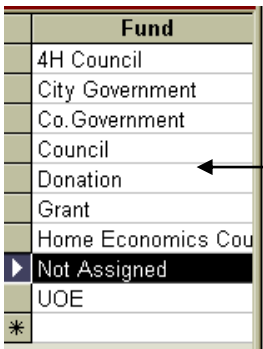 Fund
4H Council
City Government
Co.Government
Council
Donation
Grant
Home Economics Cou
Not Assigned
UOE
*